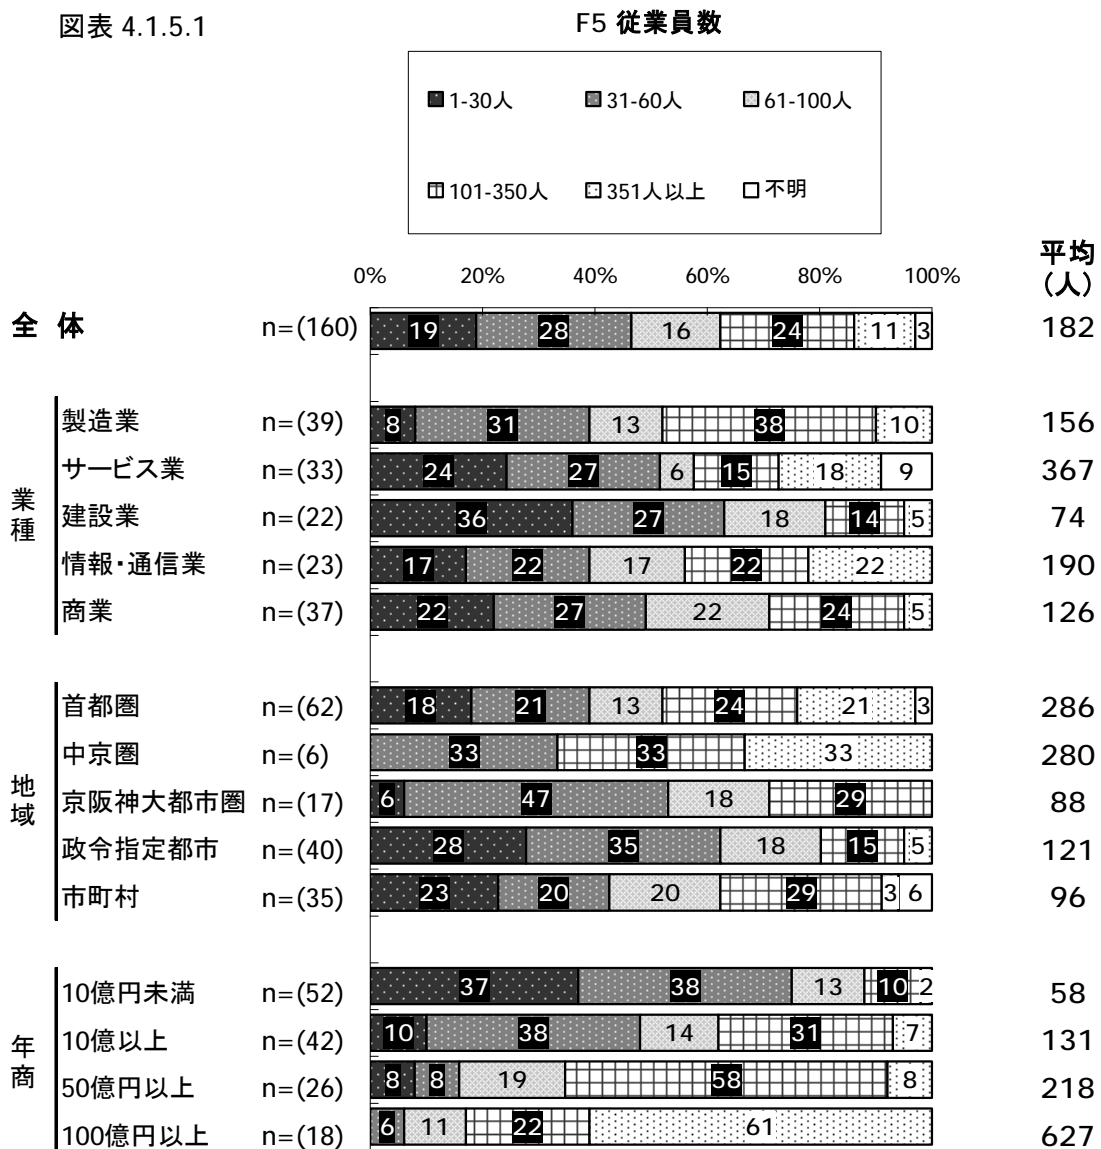 図表 4.1.5.1
F5 従業員数
1-30人 31-60人 61-100人
101-350人 351人以上 不明
平均
(人)
0% 20% 40% 60% 80% 100%
全 体 n=(160) 19 28 16 24 11 3 182
業種
製造業 n=(39) 8 31 13 38 10 156
サービス業 n=(33) 24 27 6 15 18 9 367
建設業 n=(22) 36 27 18 14 5 74
情報・通信業 n=(23) 17 22 17 22 22 190
商業 n=(37) 22 27 22 24 5 126
地域
首都圏 n=(62) 18 21 13 24 21 3 286
中京圏 n=(6) 33 33 33 280
京阪神大都市圏 n=(17) 6 47 18 29 88
政令指定都市 n=(40) 28 35 18 15 5 121
市町村 n=(35) 23 20 20 29 3 6 96
年商
10億円未満 n=(52) 37 38 13 10 2 58
10億以上 n=(42) 10 38 14 31 7 131
50億円以上 n=(26) 8 8 19 58 8 218
100億円以上 n=(18) 6 11 22 61 627